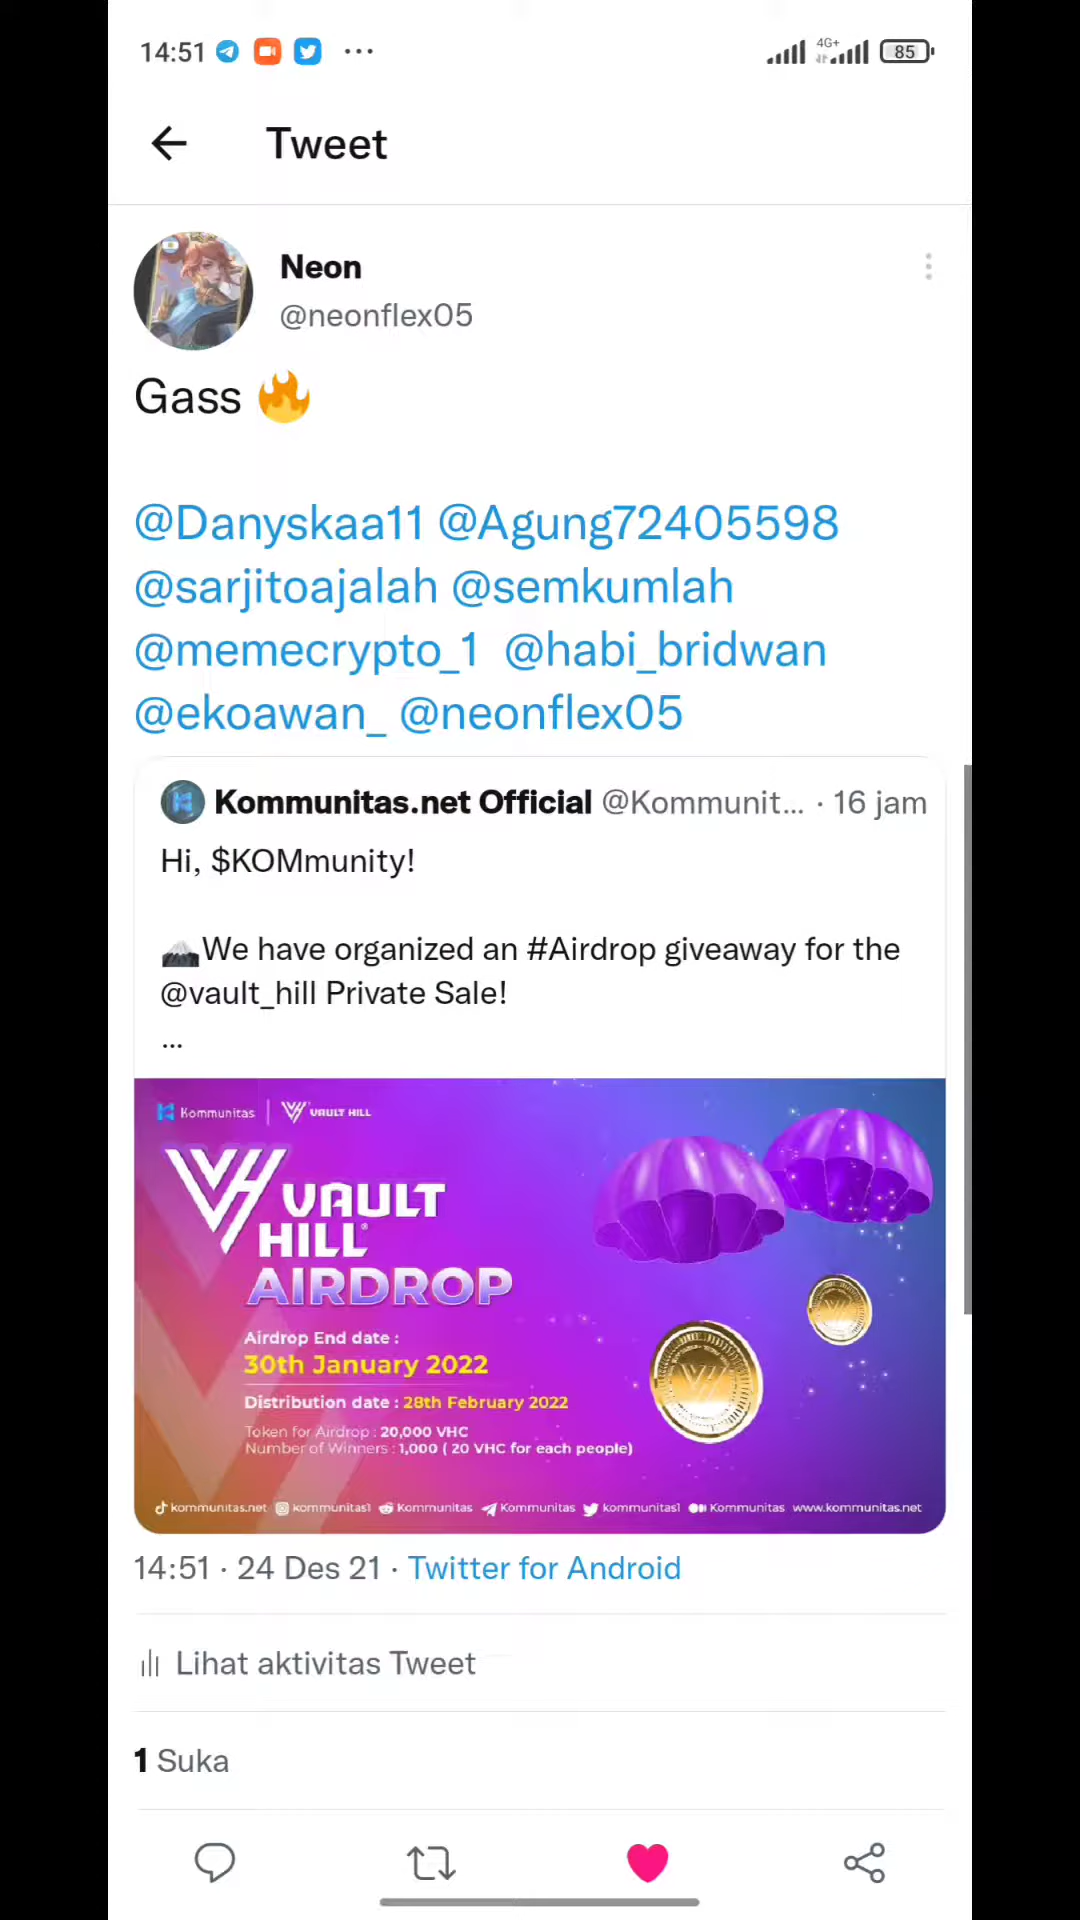 14:51
4G+
85
Tweet
Neon
@neonflex05
Gass 🔥
@Danyskaa11 @Agung72405598
@sarjitoajalah @semkumlah
@memecrypto_1 @habi_bridwan
@ekoawan_ @neonflex05
Kommunitas.net Official @Kommunit... · 16 jam
Hi, $KOMmunity!
🗻We have organized an #Airdrop giveaway for the
@vault_hill Private Sale!
...
Kommunitas | VAULT HILL
VAULT
HILL®
AIRDROP
Airdrop End date :
30th January 2022
Distribution date : 28th February 2022
Token for Airdrop : 20,000 VHC
Number of Winners : 1,000 ( 20 VHC for each people)
kommunitas.net kommunitas1 Kommunitas Kommunitas kommunitas1 Kommunitas www.kommunitas.net
14:51 · 24 Des 21 · Twitter for Android
Lihat aktivitas Tweet
1 Suka